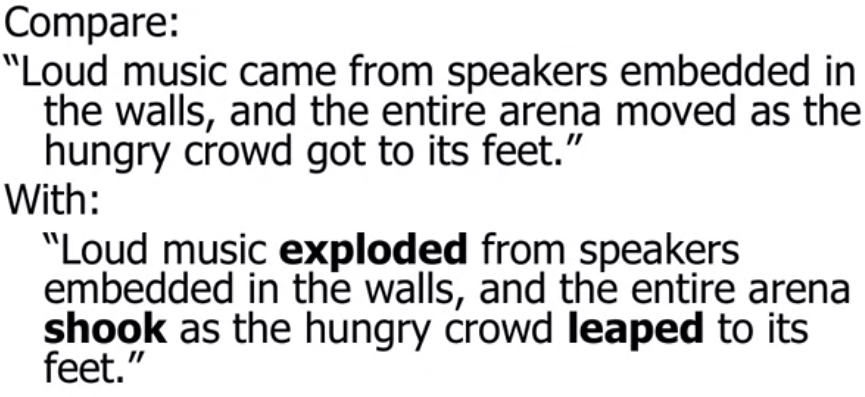 Compare:
“Loud music came from speakers embedded in
the walls, and the entire arena moved as the
hungry crowd got to its feet.”
With:
“Loud music exploded from speakers
embedded in the walls, and the entire arena
shook as the hungry crowd leaped to its
feet.”